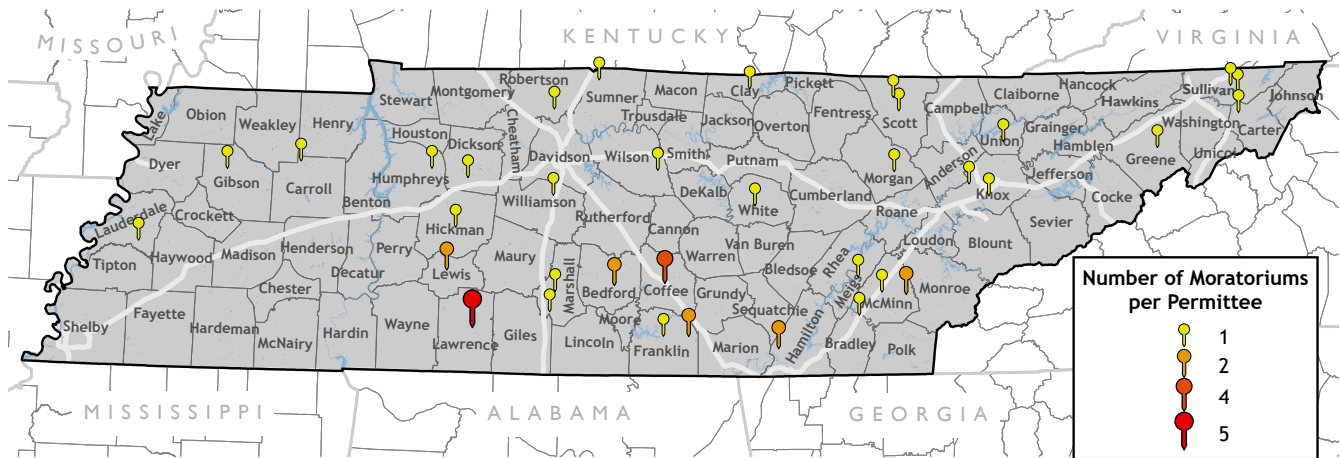 MISSOURI
KENTUCKY
VIRGINIA
Lake
Obion
Weakley
Henry
Stewart
Montgomery
Robertson
Sumner
Macon
Trousdale
Clay
Pickett
Jackson
Overton
Fentress
Scott
Campbell
Claiborne
Hancock
Hawkins
Sullivan
Johnson
Washington
Carter
Unicoi
Greene
Hamblen
Grainger
Union
Anderson
Morgan
Dyer
Gibson
Carroll
Benton
Houston
Humphreys
Dickson
Cheatham
Davidson
Wilson
Smith
Putnam
DeKalb
White
Cumberland
Roane
Knox
Jefferson
Cocke
Sevier
Blount
Loudon
Monroe
Lauderdale
Crockett
Tipton
Haywood
Madison
Henderson
Decatur
Perry
Hickman
Lewis
Williamson
Maury
Rutherford
Cannon
Warren
Van Buren
Bledsoe
Rhea
Meigs
McMinn
Shelby
Fayette
Hardeman
Chester
McNairy
Hardin
Wayne
Lawrence
Giles
Marshall
Bedford
Moore
Lincoln
Coffee
Grundy
Franklin
Marion
Sequatchie
Hamilton
Bradley
Polk
MISSISSIPPI
ALABAMA
GEORGIA
Number of Moratoriums
per Permittee
1
2
4
5